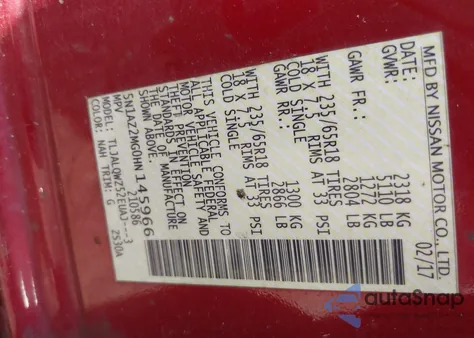 MFD BY NISSAN MOTOR CO., LTD.
DATE: 02/17
GVWR: 2318 KG
5110 LB
GAWR FR.: 1272 KG
2804 LB
WITH 235/65R18 TIRES
18 X 7.5 RIMS AT 33 PSI
COLD SINGLE
GAWR RR.: 1300 KG
2866 LB
WITH 235/65R18 TIRES
18 X 7.5 RIMS AT 33 PSI
COLD SINGLE
THIS VEHICLE CONFORMS TO
ALL APPLICABLE FEDERAL
MOTOR VEHICLE SAFETY AND
THEFT PREVENTION
STANDARDS IN EFFECT ON
THE DATE OF MANUFACTURE
SHOWN ABOVE.
5N1AZ2MG0HN145966
MPV 210586
MODEL: 
COLOR: NAH TRIM: G 2S30A
autoSnap